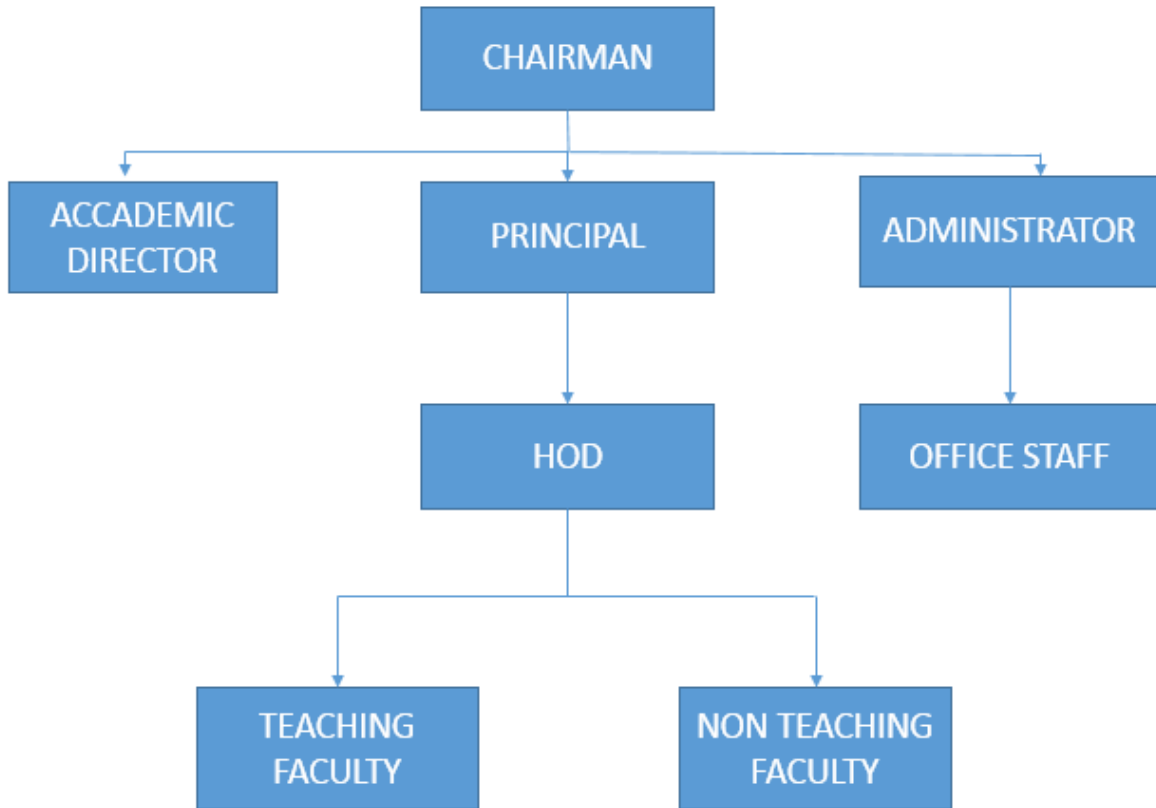 CHAIRMAN
ACCADEMIC
DIRECTOR
PRINCIPAL
ADMINISTRATOR
HOD
OFFICE STAFF
TEACHING
FACULTY
NON TEACHING
FACULTY